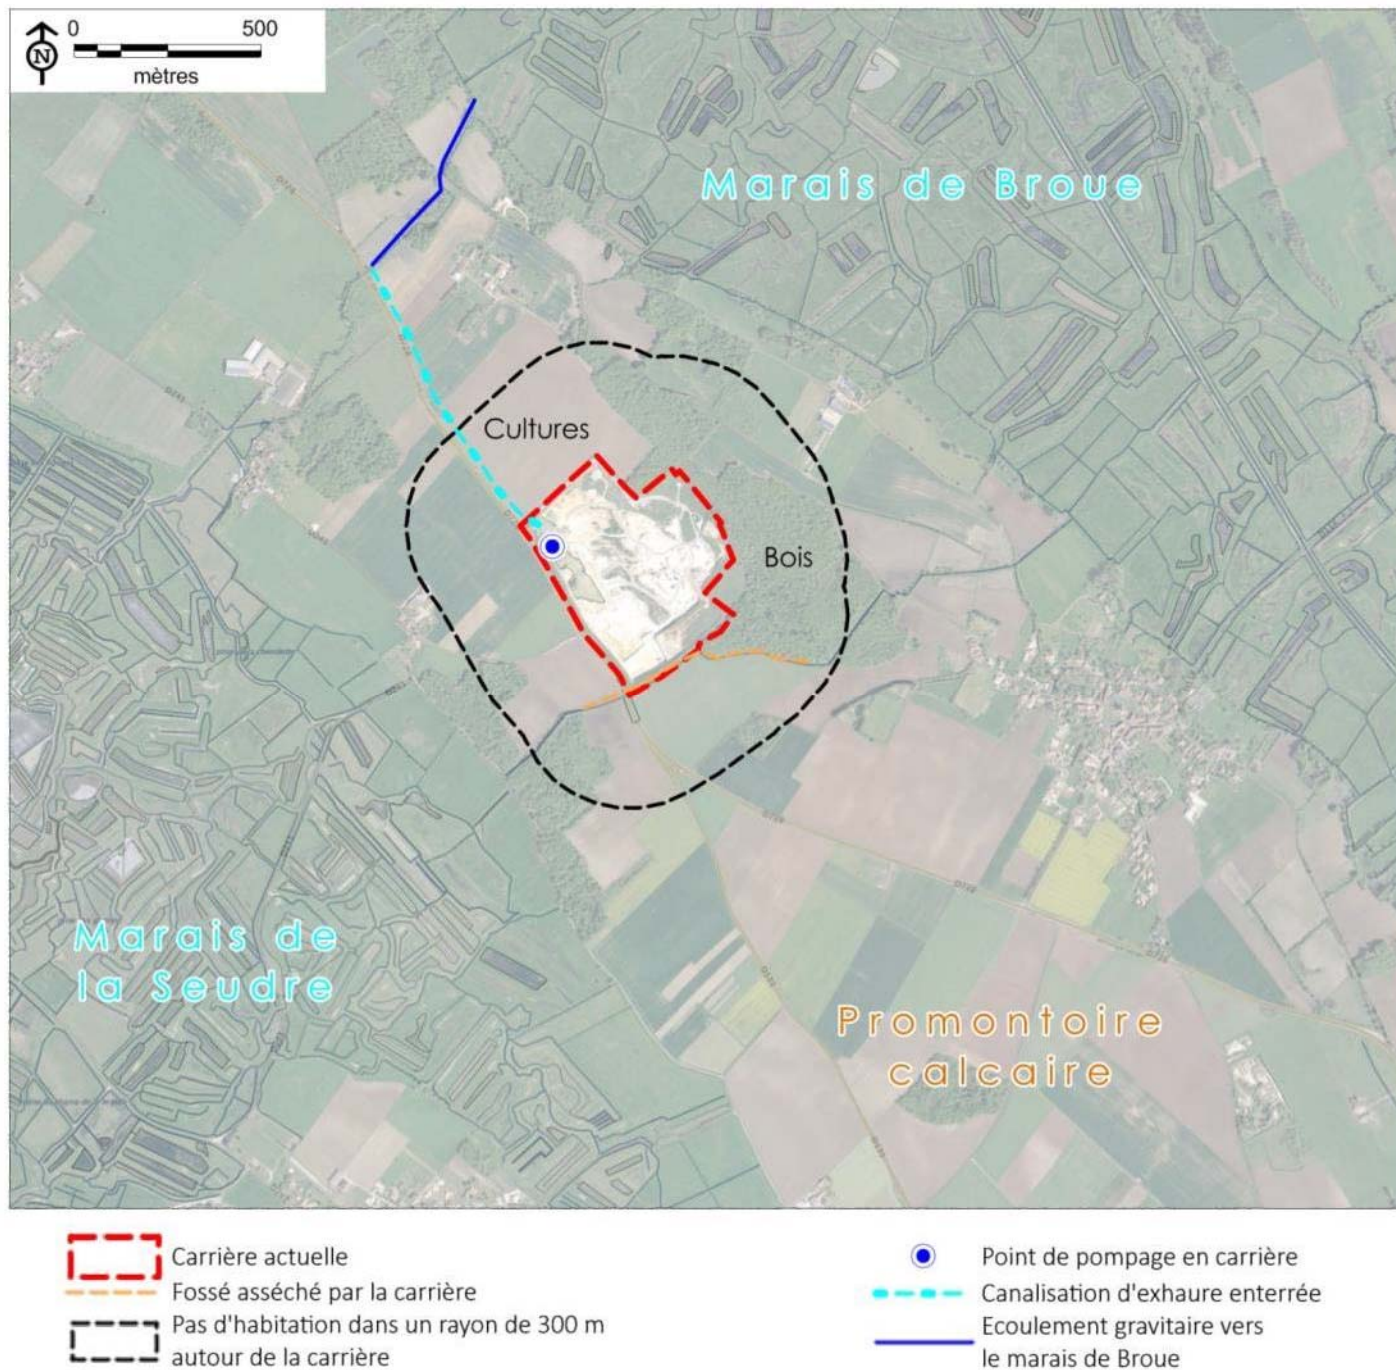 0 500
N
mètres
Marais de Broue
Cultures
Bois
Marais de
la Seudre
Promontoire
calcaire
D728
D733
Carrière actuelle
Fossé asséché par la carrière
Pas d'habitation dans un rayon de 300 m
autour de la carrière
Point de pompage en carrière
Canalisation d'exhaure enterrée
Ecoulement gravitaire vers
le marais de Broue